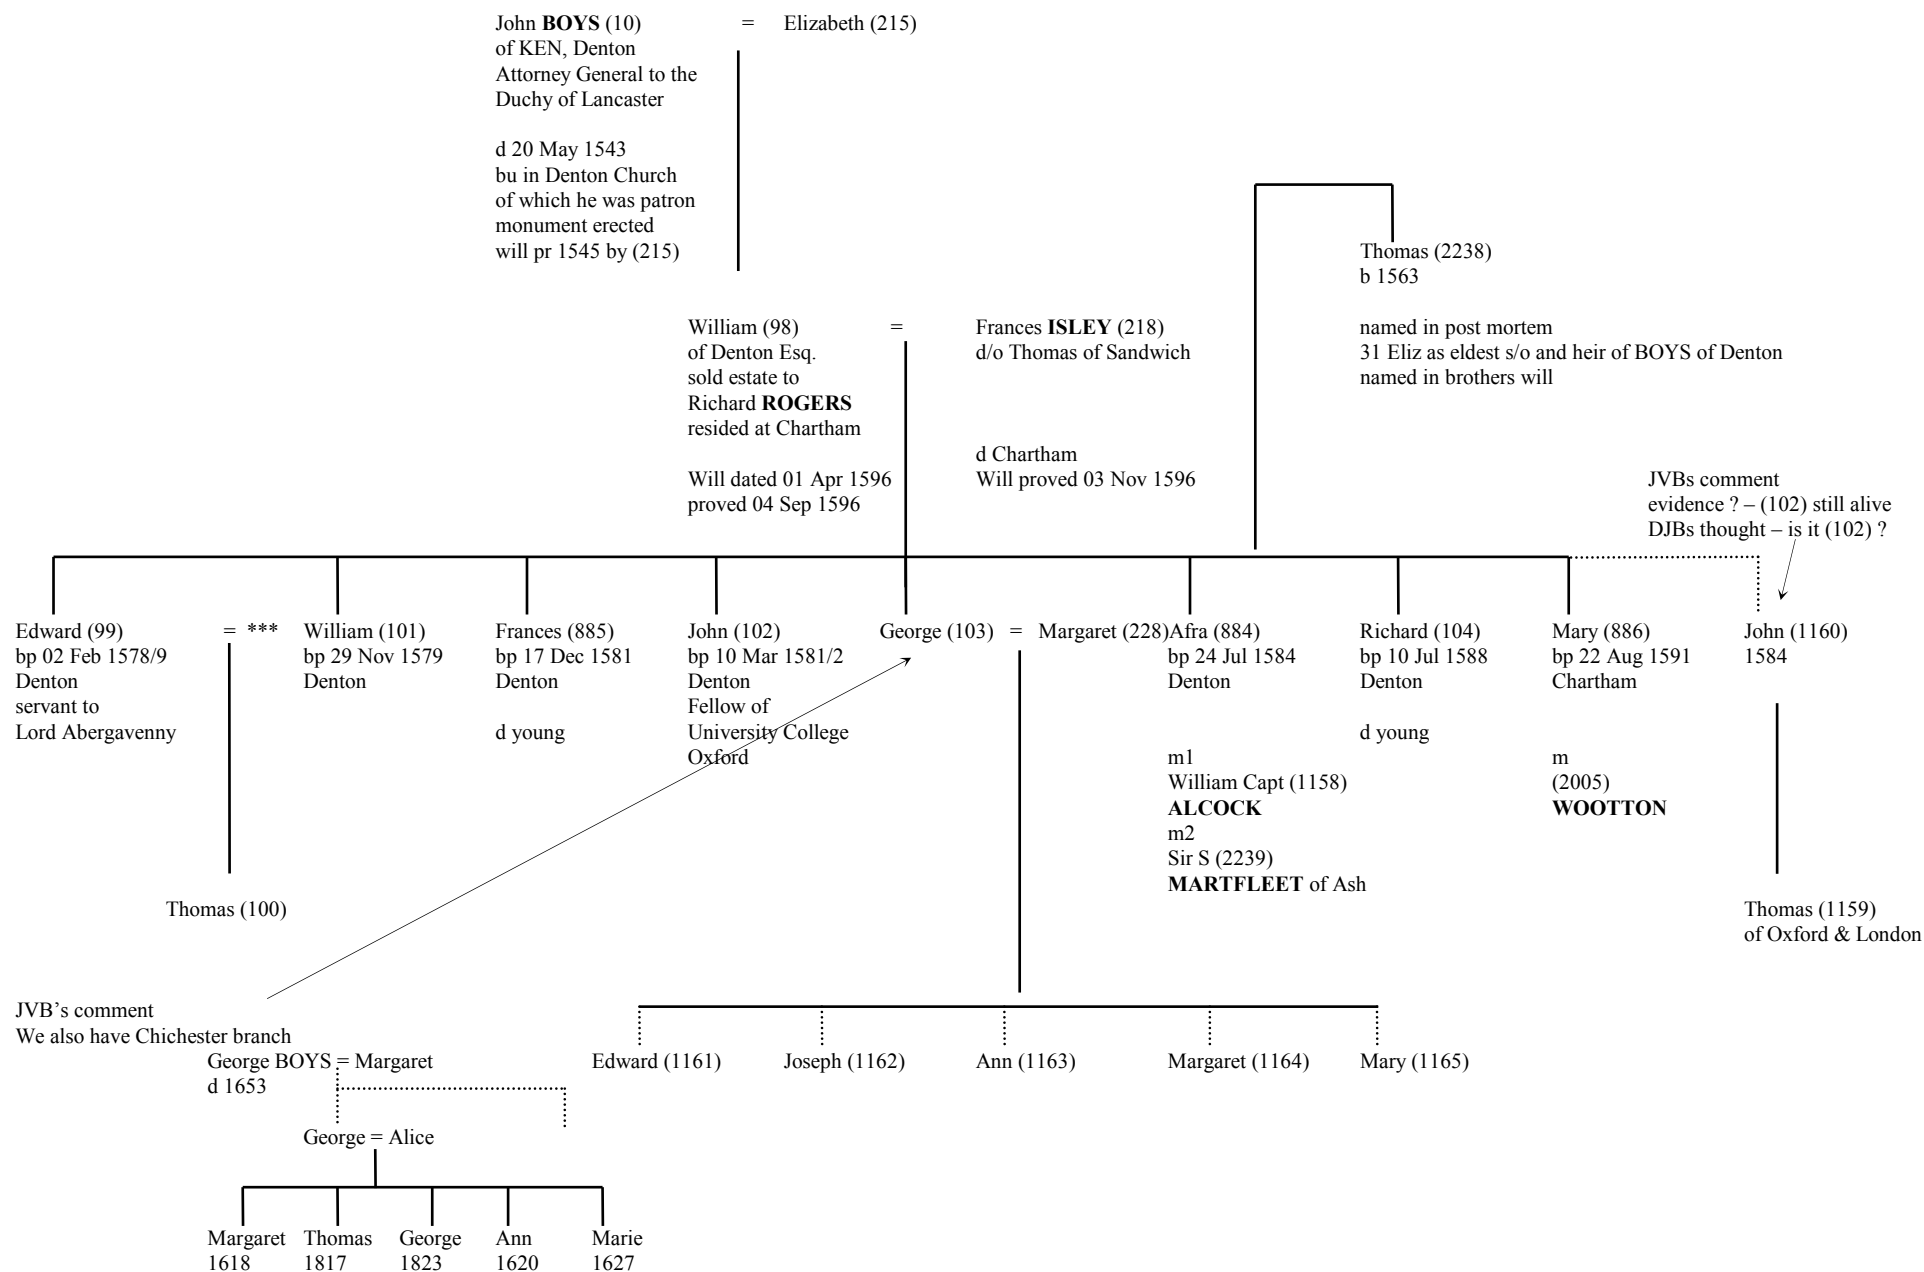 John BOYS (10) = Elizabeth (215)
of KEN, Denton
Attorney General to the
Duchy of Lancaster
d 20 May 1543
bu in Denton Church
of which he was patron
monument erected
will pr 1545 by (215)
Thomas (2238)
b 1563
named in post mortem
31 Eliz as eldest s/o and heir of BOYS of Denton
named in brothers will
William (98) =
of Denton Esq.
sold estate to
Richard ROGERS
resided at Chartham
Will dated 01 Apr 1596
proved 04 Sep 1596
Frances ISLEY (218)
d/o Thomas of Sandwich
d Chartham
Will proved 03 Nov 1596
JVBs comment
evidence ? – (102) still alive
DJBs thought – is it (102) ?
Edward (99) = ***
bp 02 Feb 1578/9
Denton
servant to
Lord Abergavenny
William (101)
bp 29 Nov 1579
Denton
Frances (885)
bp 17 Dec 1581
Denton
d young
John (102)
bp 10 Mar 1581/2
Denton
Fellow of
University College
Oxford
George (103) = Margaret (228)
Afra (884)
bp 24 Jul 1584
Denton
m1
William Capt (1158)
ALCOCK
m2
Sir S (2239)
MARTFLEET of Ash
Richard (104)
bp 10 Jul 1588
Denton
d young
Mary (886)
bp 22 Aug 1591
Chartham
m
(2005)
WOOTTON
John (1160)
1584
Thomas (100)
Thomas (1159)
of Oxford & London
JVB’s comment
We also have Chichester branch
George BOYS = Margaret
d 1653
Edward (1161) Joseph (1162) Ann (1163) Margaret (1164) Mary (1165)
George = Alice
Margaret Thomas George Ann Marie
1618 1817 1823 1620 1627